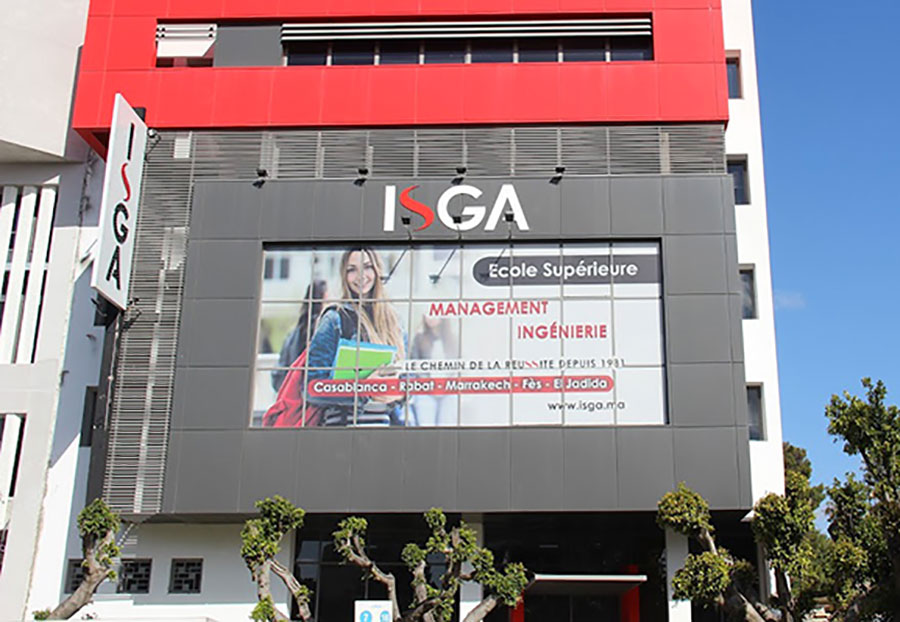 ISGA
ISGA
Ecole Supérieure
MANAGEMENT
INGÉNIERIE
LE CHEMIN DE LA REUSSITE DEPUIS 1981
Casablanca - Rabat - Marrakech - Fès - El Jadida
www.isga.ma